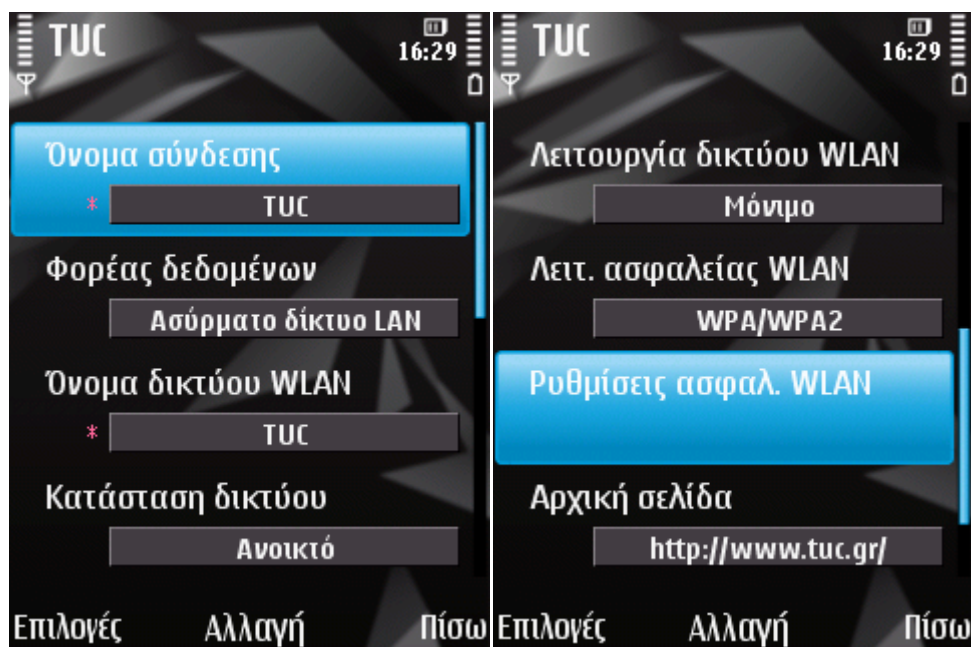 TUC
16:29
Όνομα σύνδεσης
* TUC
Φορέας δεδομένων
Ασύρματο δίκτυο LAN
Όνομα δικτύου WLAN
* TUC
Κατάσταση δικτύου
Ανοικτό
Επιλογές Αλλαγή Πίσω
TUC
16:29
Λειτουργία δικτύου WLAN
Μόνιμο
Λειτ. ασφαλείας WLAN
WPA/WPA2
Ρυθμίσεις ασφαλ. WLAN
Αρχική σελίδα
http://www.tuc.gr/
Επιλογές Αλλαγή Πίσω